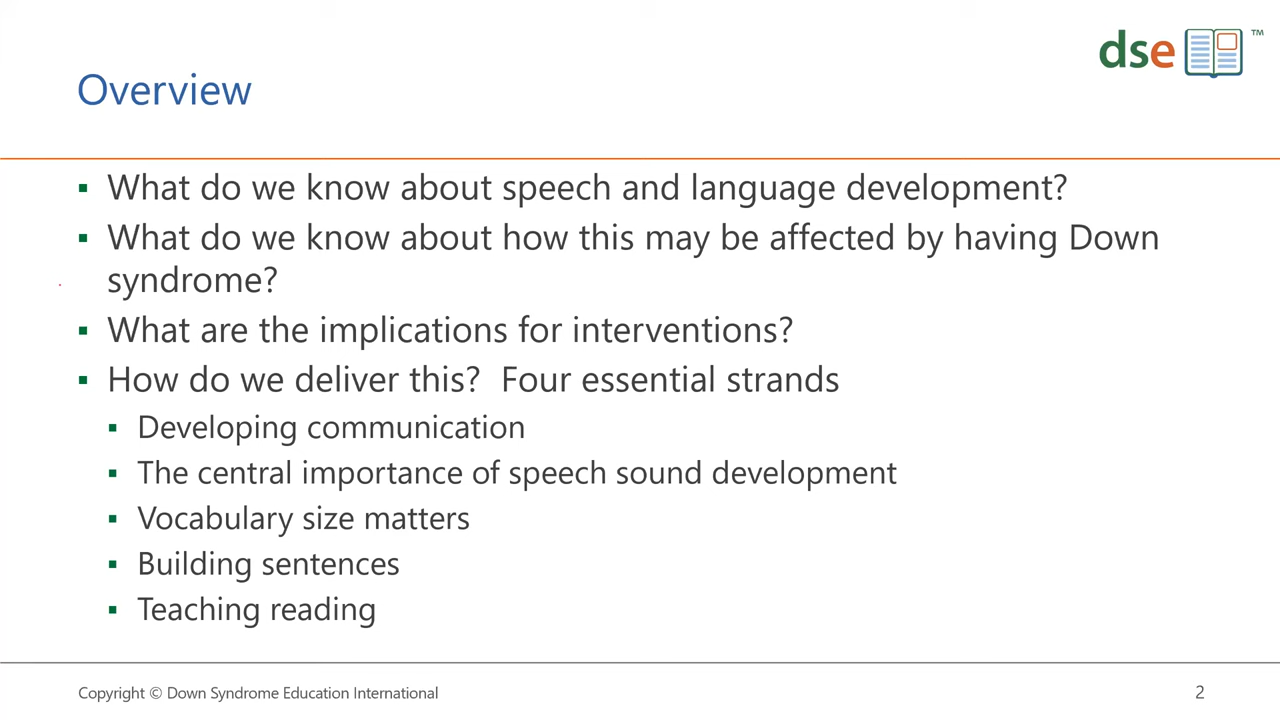 dse ™
Overview
▪ What do we know about speech and language development?
▪ What do we know about how this may be affected by having Down
syndrome?
▪ What are the implications for interventions?
▪ How do we deliver this?  Four essential strands
▪ Developing communication
▪ The central importance of speech sound development
▪ Vocabulary size matters
▪ Building sentences
▪ Teaching reading
Copyright © Down Syndrome Education International
2